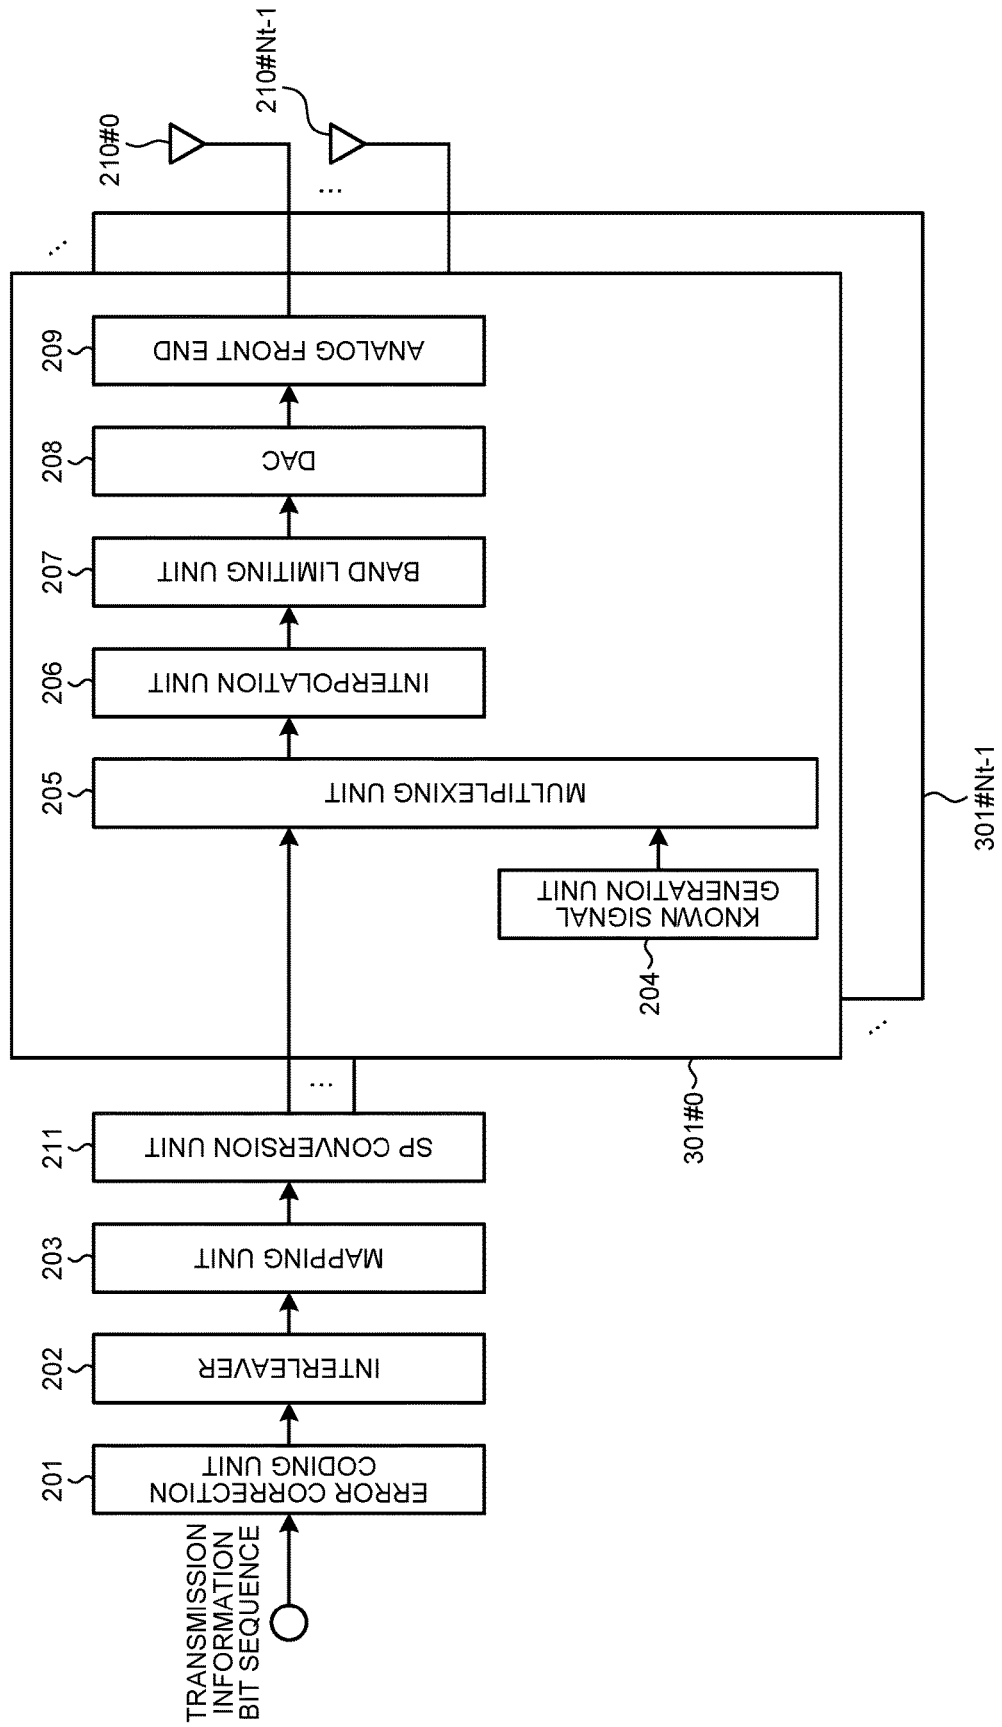 TRANSMISSION
INFORMATION
BIT SEQUENCE
201
ERROR CORRECTION
CODING UNIT
202
INTERLEAVER
203
MAPPING UNIT
211
SP CONVERSION UNIT
...
301#0
204
KNOWN SIGNAL
GENERATION UNIT
205
MULTIPLEXING UNIT
206
INTERPOLATION UNIT
207
BAND LIMITING UNIT
208
DAC
209
ANALOG FRONT END
...
...
301#Nt-1
210#0
...
210#Nt-1